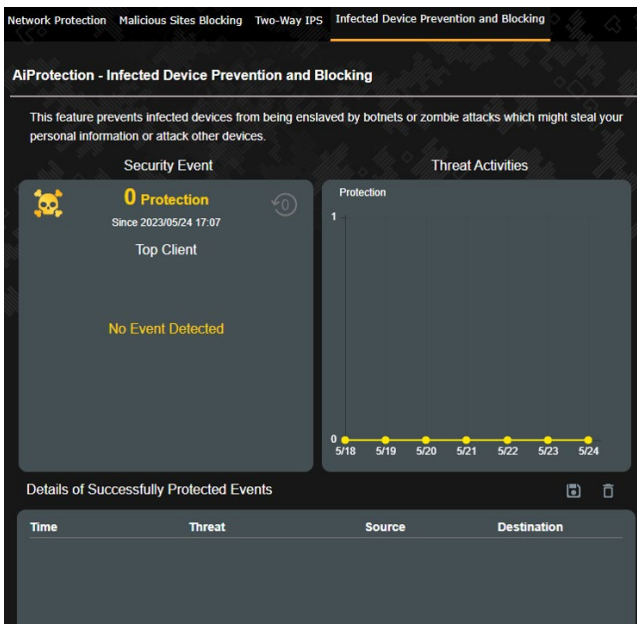 Network Protection Malicious Sites Blocking Two-Way IPS Infected Device Prevention and Blocking
AiProtection - Infected Device Prevention and Blocking
This feature prevents infected devices from being enslaved by botnets or zombie attacks which might steal your
personal information or attack other devices.
Security Event
0 Protection
0
Since 2023/05/24 17:07
Top Client
No Event Detected
Threat Activities
Protection
1
0
5/18 5/19 5/20 5/21 5/22 5/23 5/24
Details of Successfully Protected Events
Time Threat Source Destination